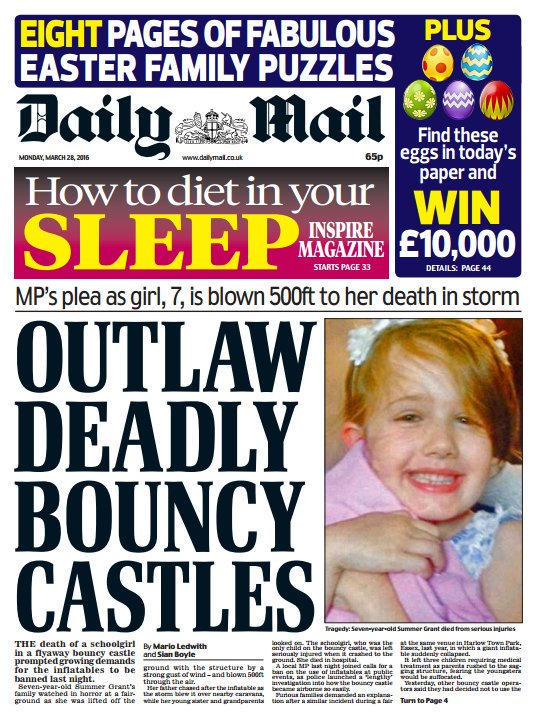 EIGHT PAGES OF FABULOUS
EASTER FAMILY PUZZLES
PLUS
Find these
eggs in today's
paper and
WIN
£10,000
DETAILS: PAGE 44
Daily Mail
MONDAY, MARCH 28, 2016
www.dailymail.co.uk
65p
How to diet in your
SLEEP
INSPIRE
MAGAZINE
STARTS PAGE 33
MP's plea as girl, 7, is blown 500ft to her death in storm
OUTLAW
DEADLY
BOUNCY
CASTLES
Tragedy: Seven-year-old Summer Grant died from serious injuries
THE death of a schoolgirl
in a flyaway bouncy castle
prompted growing demands
for the inflatables to be
banned last night.
Seven-year-old Summer Grant's
family watched in horror at a fair-
ground as she was lifted off the
By Mario Ledwith
and Sian Boyle
ground with the structure by a
strong gust of wind – and blown 500ft
through the air.
Her father chased after the inflatable as
the storm blew it over nearby caravans,
while her young sister and grandparents
looked on. The schoolgirl, who was the
only child on the bouncy castle, was left
seriously injured when it crashed to the
ground. She died in hospital.
A local MP last night joined calls for a
ban on the use of inflatables at public
events, as police launched a "lengthy"
investigation into how the bouncy castle
became airborne so easily.
Furious families demanded an explana-
tion after a similar incident during a fair
at the same venue in Harlow Town Park,
Essex, last year, in which a giant inflata-
ble suddenly collapsed.
It left three children requiring medical
treatment as parents rushed to the sag-
ging structure, fearing the youngsters
would be suffocated.
Yesterday, other bouncy castle opera-
tors said they had decided not to use the
Turn to Page 4